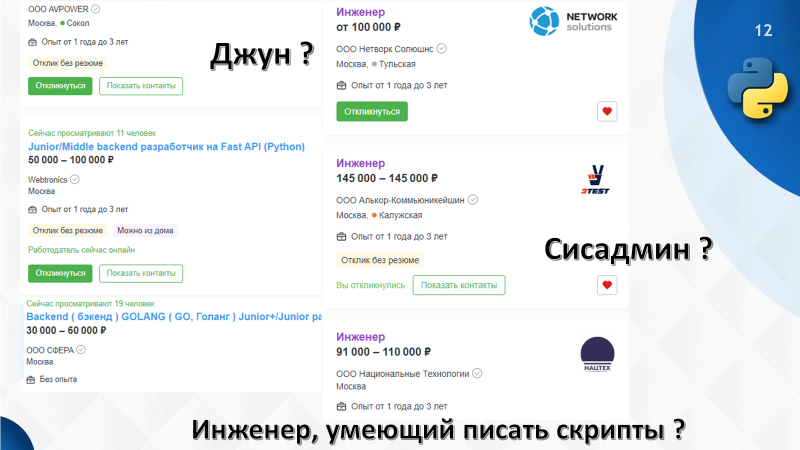 ООО AVPOWER
Москва, Сокол
Опыт от 1 года до 3 лет
Отклик без резюме
Откликнуться
Показать контакты
Джун ?
Сейчас просматривают 11 человек
Junior/Middle backend разработчик на Fast API (Python)
50 000 – 100 000 ₽
Webtronics
Москва
Опыт от 1 года до 3 лет
Отклик без резюме
Можно из дома
Работодатель сейчас онлайн
Откликнуться
Показать контакты
Сейчас просматривают 19 человек
Backend ( бэкенд ) GOLANG ( GO, Голанг ) Junior+/Junior ра
30 000 – 60 000 ₽
ООО СФЕРА
Москва
Без опыта
Инженер
от 100 000 ₽
ООО Нетворк Солюшнс
Москва, Тульская
Опыт от 1 года до 3 лет
Откликнуться
NETWORK
solutions
Инженер
145 000 – 145 000 ₽
ООО Алькор-Коммьюникейшин
Москва, Калужская
Опыт от 1 года до 3 лет
Отклик без резюме
Вы откликнулись
Показать контакты
2TEST
Сисадмин ?
Инженер
91 000 – 110 000 ₽
ООО Национальные Технологии
Москва
Опыт от 1 года до 3 лет
НАЦТЕХ
Инженер, умеющий писать скрипты ?
12